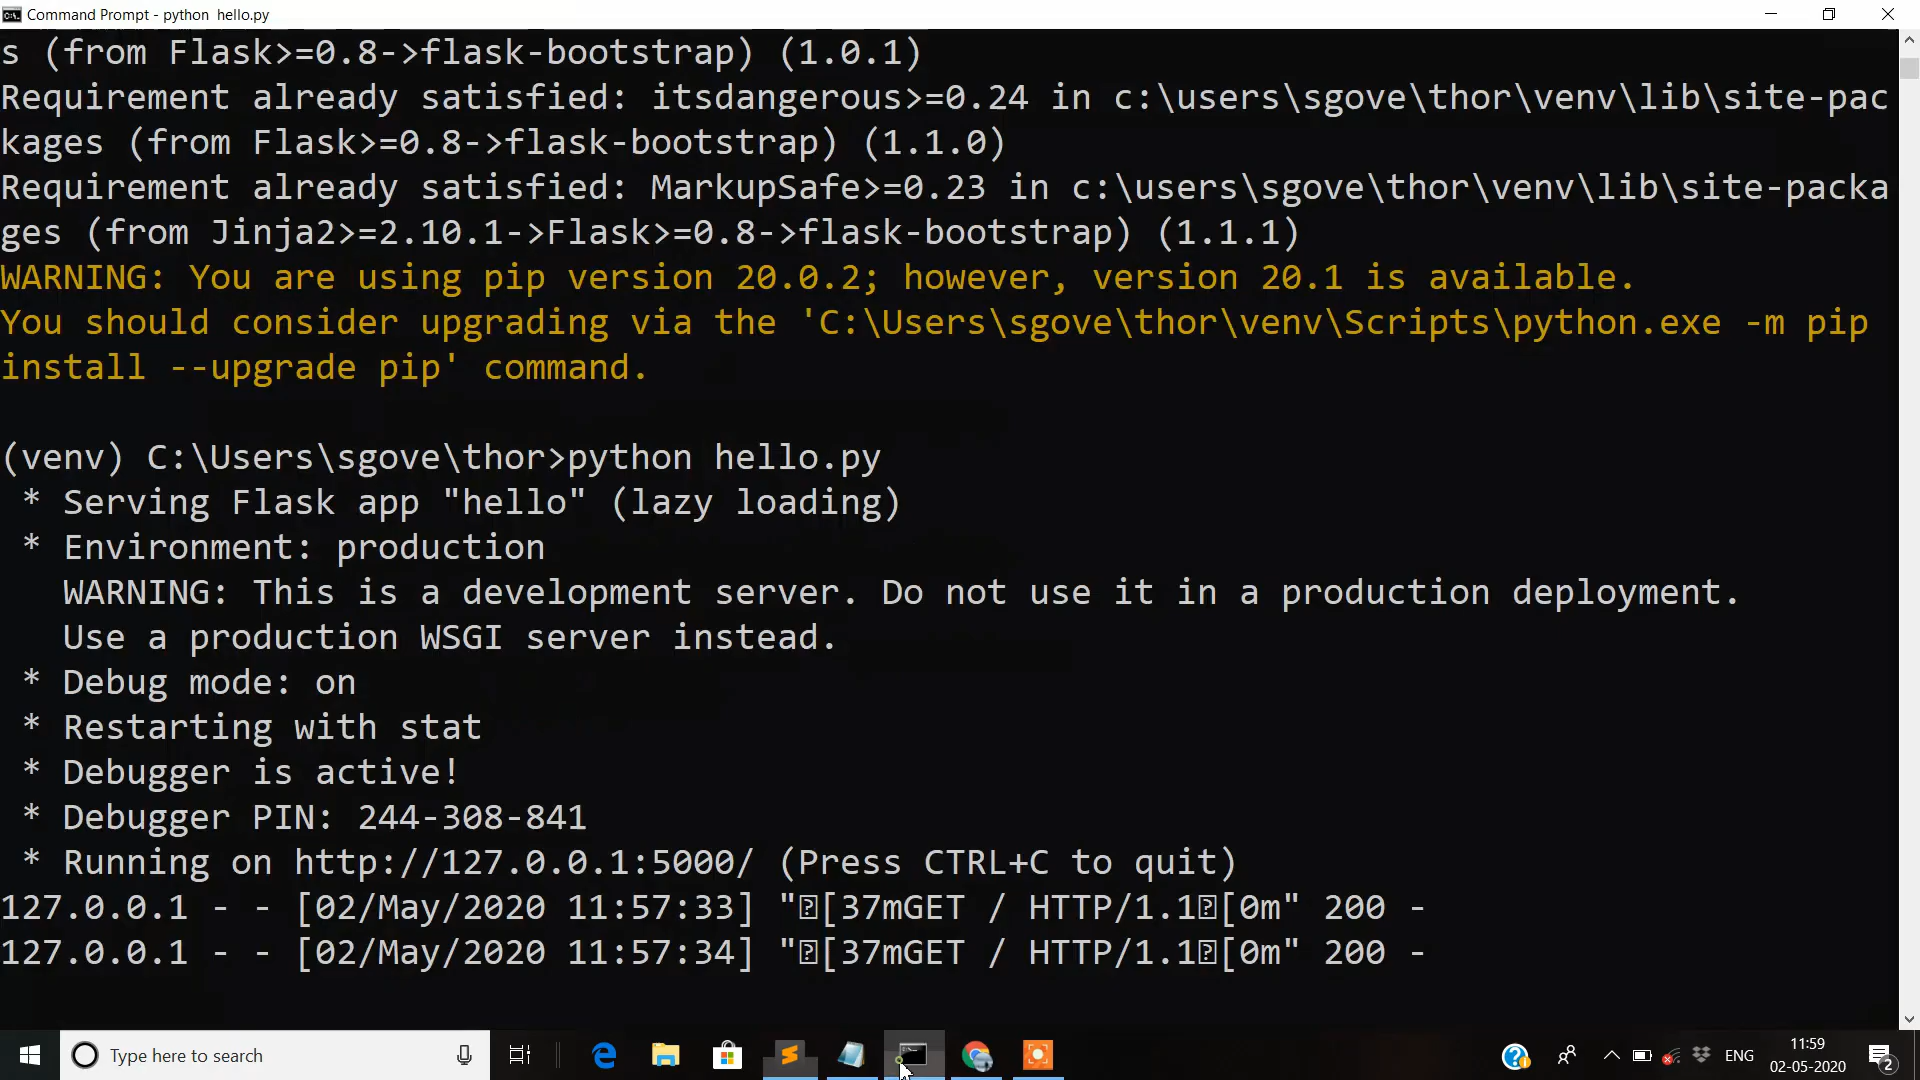 Command Prompt - python  hello.py
s (from Flask>=0.8->flask-bootstrap) (1.0.1)
Requirement already satisfied: itsdangerous>=0.24 in c:\users\sgove\thor\venv\lib\site-pac
kages (from Flask>=0.8->flask-bootstrap) (1.1.0)
Requirement already satisfied: MarkupSafe>=0.23 in c:\users\sgove\thor\venv\lib\site-packa
ges (from Jinja2>=2.10.1->Flask>=0.8->flask-bootstrap) (1.1.1)
WARNING: You are using pip version 20.0.2; however, version 20.1 is available.
You should consider upgrading via the 'C:\Users\sgove\thor\venv\Scripts\python.exe -m pip
install --upgrade pip' command.
(venv) C:\Users\sgove\thor>python hello.py
* Serving Flask app "hello" (lazy loading)
* Environment: production
WARNING: This is a development server. Do not use it in a production deployment.
Use a production WSGI server instead.
* Debug mode: on
* Restarting with stat
* Debugger is active!
* Debugger PIN: 244-308-841
* Running on http://127.0.0.1:5000/ (Press CTRL+C to quit)
127.0.0.1 - - [02/May/2020 11:57:33] "⍰[37mGET / HTTP/1.1⍰[0m" 200 -
127.0.0.1 - - [02/May/2020 11:57:34] "⍰[37mGET / HTTP/1.1⍰[0m" 200 -
Type here to search
ENG
11:59
02-05-2020
2